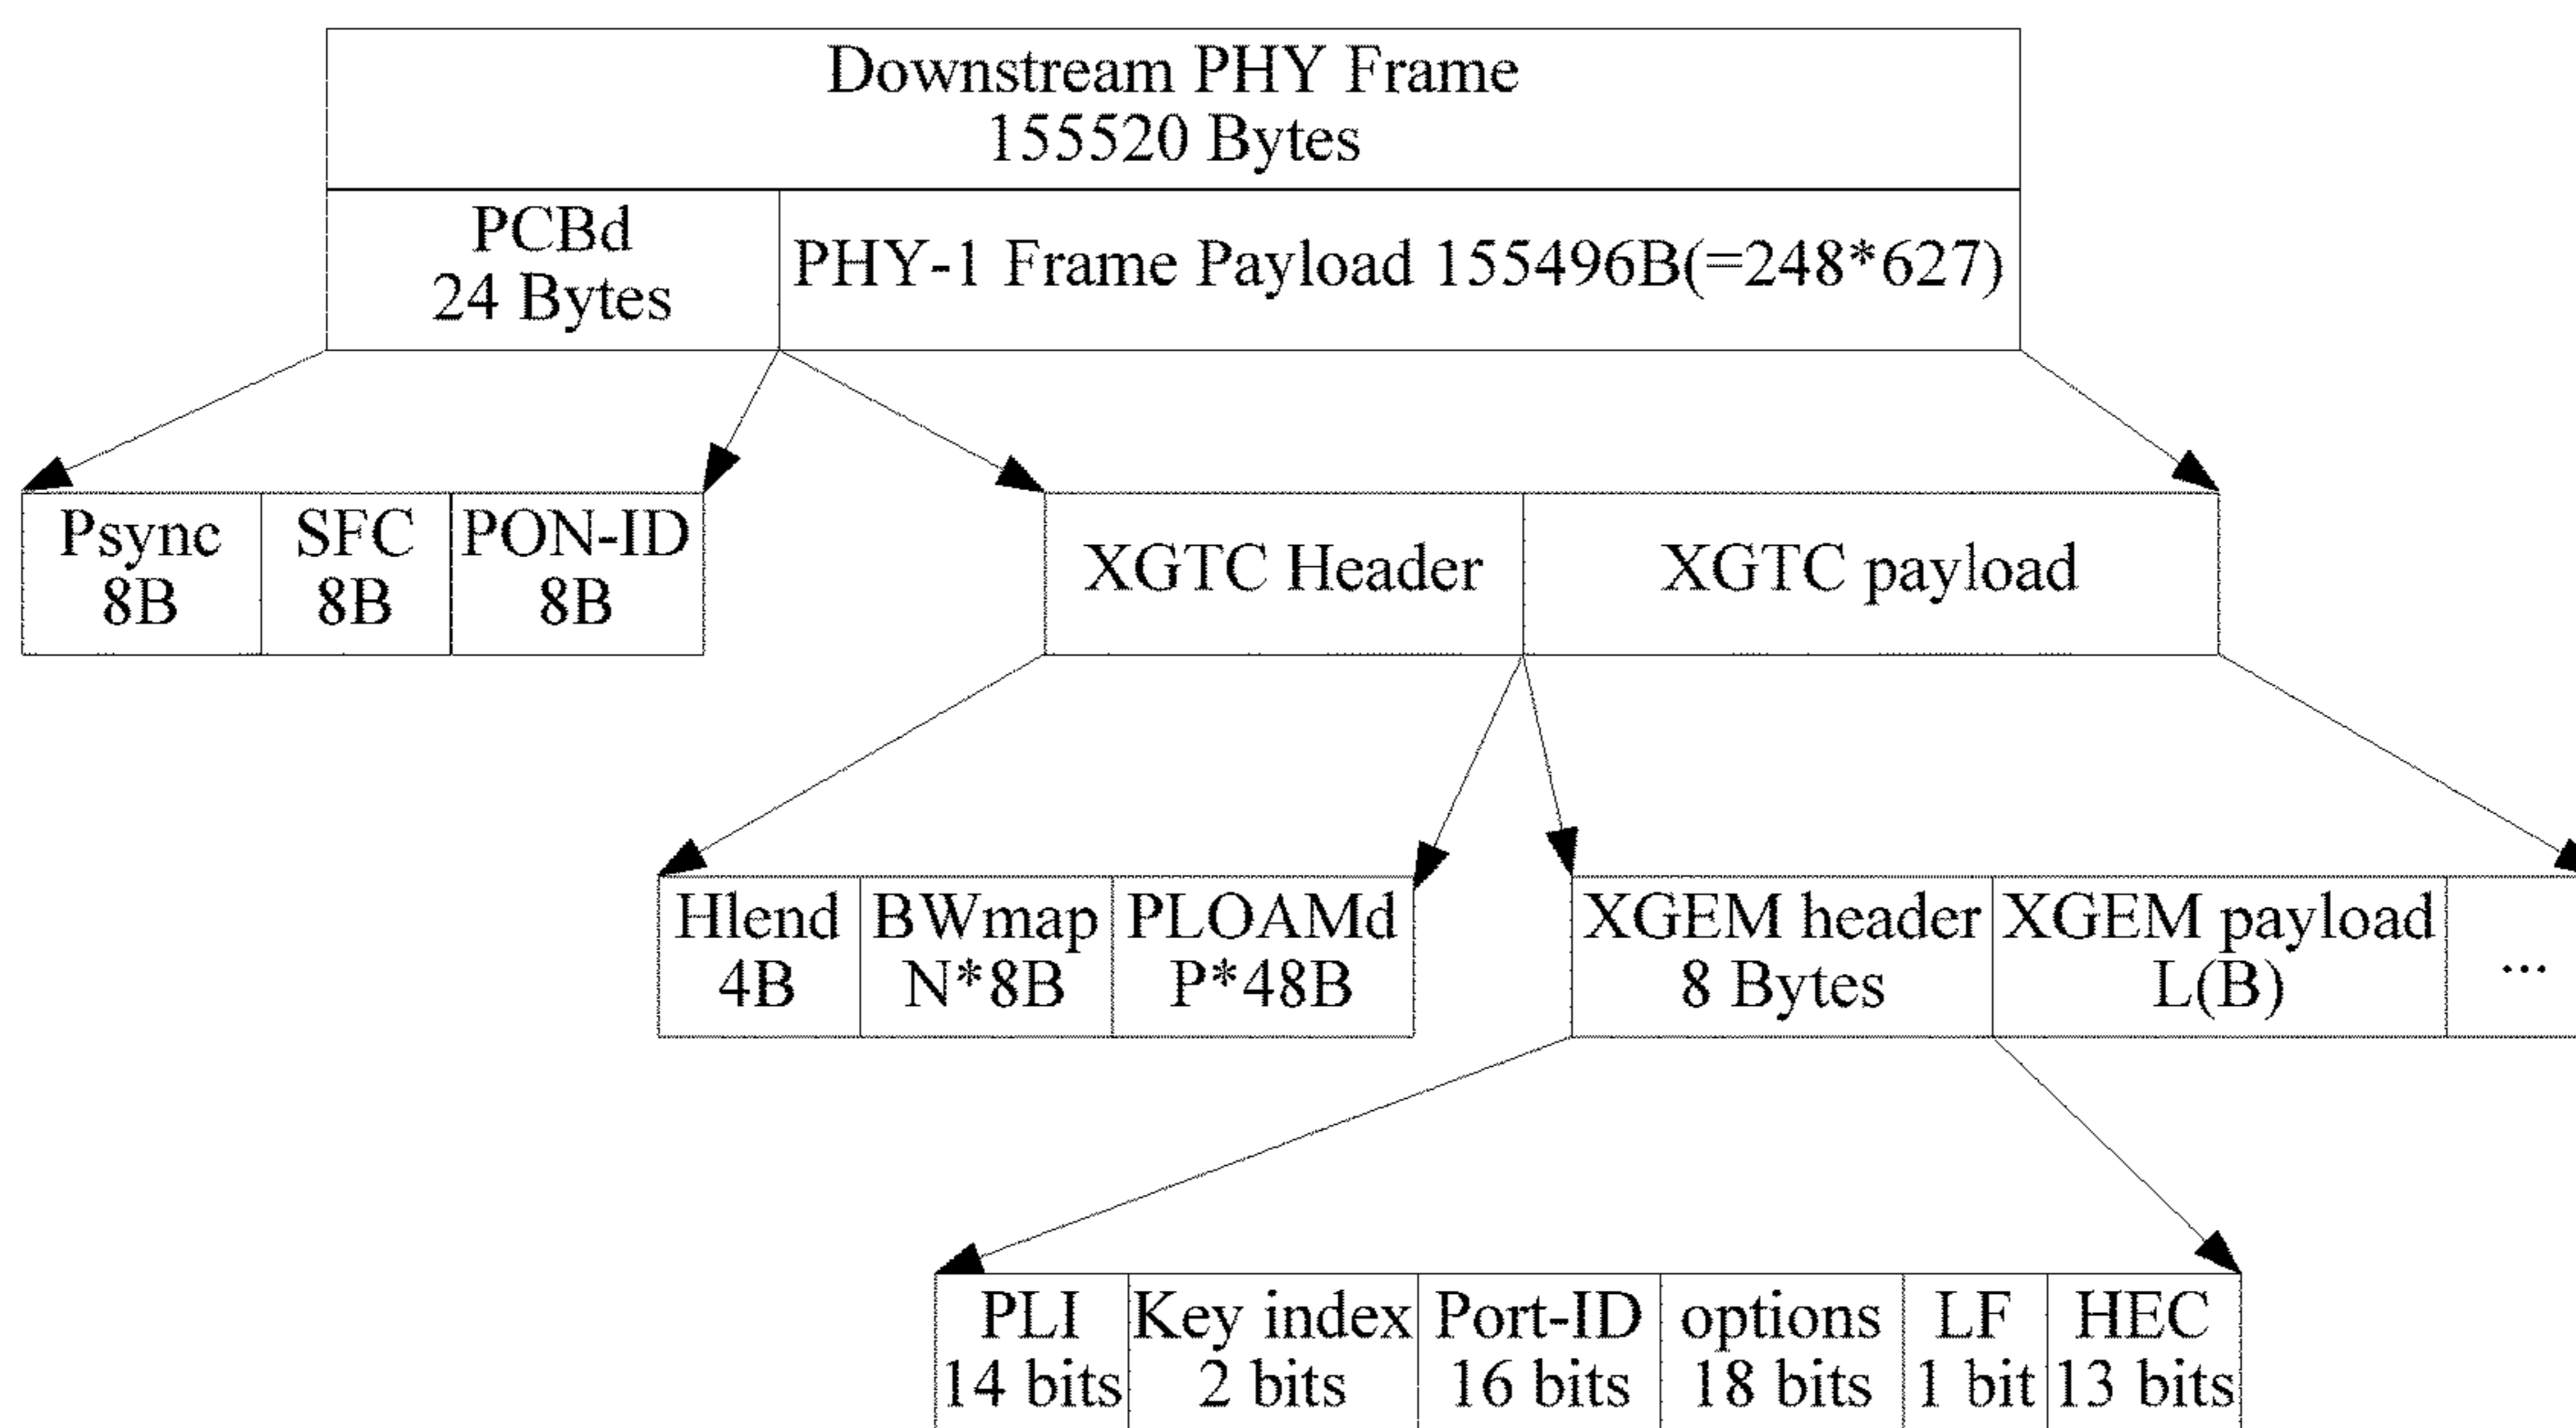 Downstream PHY Frame
155520 Bytes
PCBd
24 Bytes
PHY-1 Frame Payload 155496B(=248*627)
Psync
8B
SFC
8B
PON-ID
8B
XGTC Header
XGTC payload
Hlend
4B
BWmap
N*8B
PLOAMd
P*48B
XGEM header
8 Bytes
XGEM payload
L(B)
...
PLI
14 bits
Key index
2 bits
Port-ID
16 bits
options
18 bits
LF
1 bit
HEC
13 bits